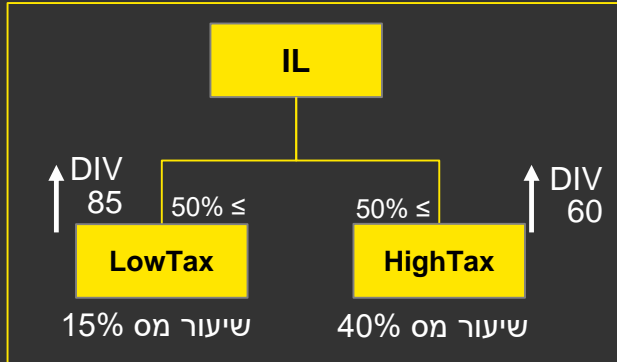 IL
DIV
85
50% ≥
50% ≥
DIV
60
LowTax
HighTax
שיעור מס 15%
שיעור מס 40%